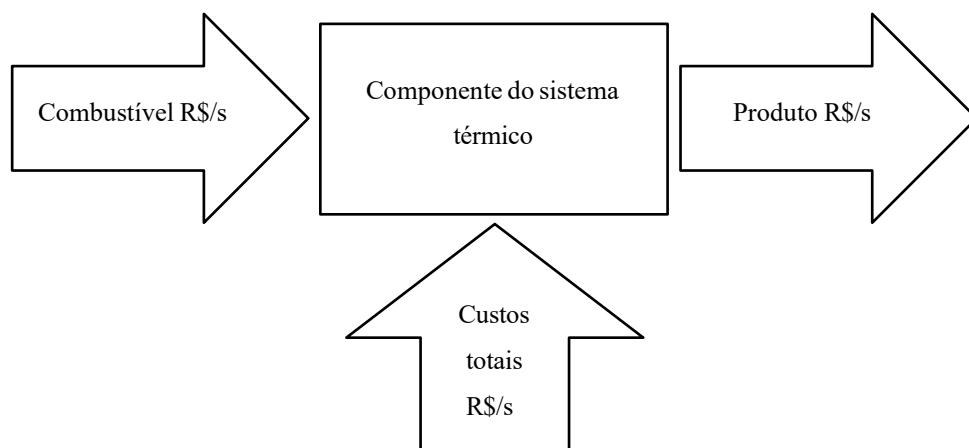 Combustível R$/s
Componente do sistema
térmico
Produto R$/s
Custos
totais
R$/s